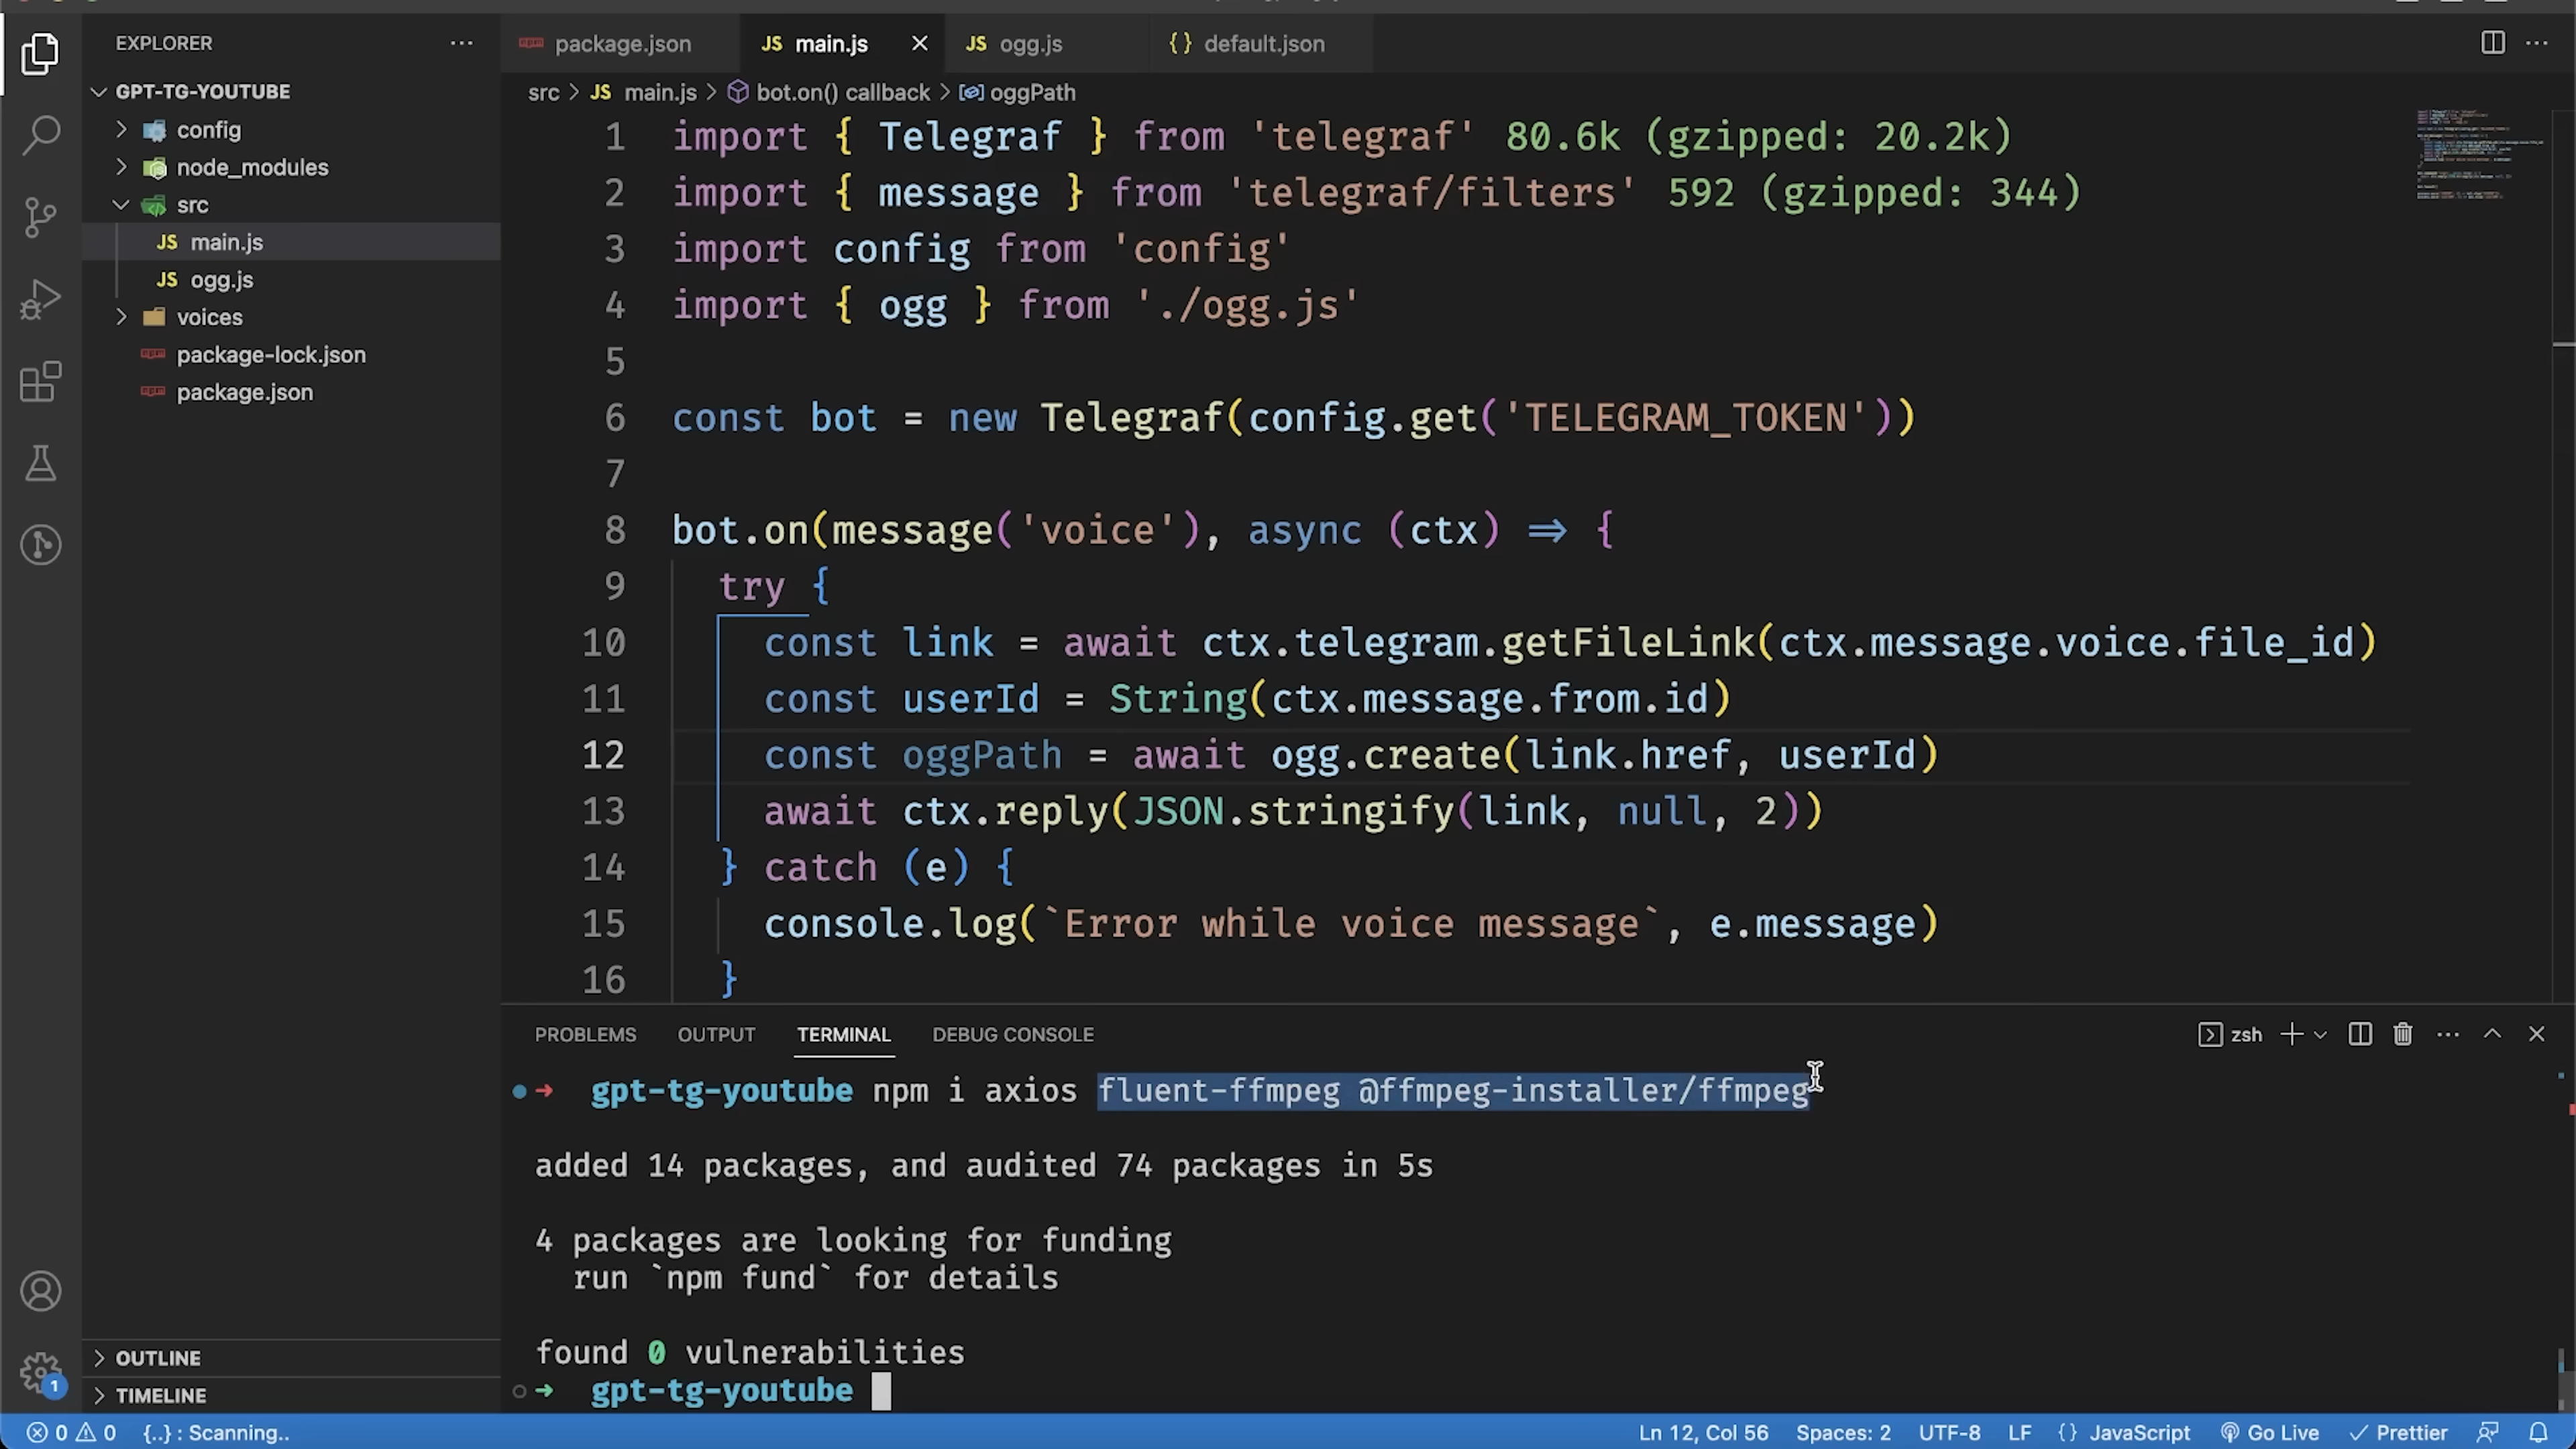 EXPLORER
GPT-TG-YOUTUBE
config
node_modules
src
JS main.js
JS ogg.js
voices
package-lock.json
package.json
OUTLINE
TIMELINE
package.json
JS main.js
JS ogg.js
{} default.json
src > JS main.js > bot.on() callback > oggPath
1 import { Telegraf } from 'telegraf' 80.6k (gzipped: 20.2k)
2 import { message } from 'telegraf/filters' 592 (gzipped: 344)
3 import config from 'config'
4 import { ogg } from './ogg.js'
5
6 const bot = new Telegraf(config.get('TELEGRAM_TOKEN'))
7
8 bot.on(message('voice'), async (ctx) => {
9 try {
10 const link = await ctx.telegram.getFileLink(ctx.message.voice.file_id)
11 const userId = String(ctx.message.from.id)
12 const oggPath = await ogg.create(link.href, userId)
13 await ctx.reply(JSON.stringify(link, null, 2))
14 } catch (e) {
15 console.log(`Error while voice message`, e.message)
16 }
PROBLEMS OUTPUT TERMINAL DEBUG CONSOLE
zsh
→ gpt-tg-youtube npm i axios fluent-ffmpeg @ffmpeg-installer/ffmpeg
added 14 packages, and audited 74 packages in 5s
4 packages are looking for funding
run `npm fund` for details
found 0 vulnerabilities
→ gpt-tg-youtube
1
0 0 {..} : Scanning..
Ln 12, Col 56 Spaces: 2 UTF-8 LF {} JavaScript Go Live Prettier